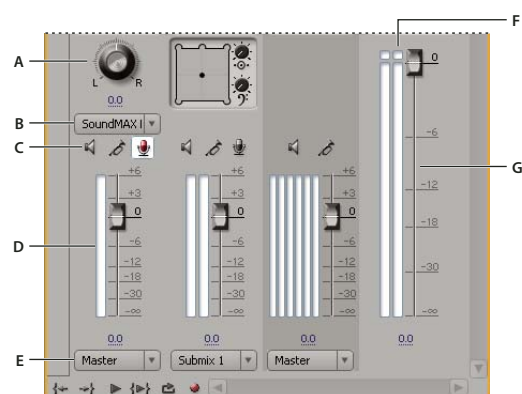 F
A
L R
0
0.0
B
SoundMAX I
C
-6
G
+6 +6 +6
+3 +3 +3
-12
0 0 0
D
-18
-6 -6 -6
-12 -12 -12
-18 -18 -18
-30
-30 -30 -30
-∞ -∞ -∞ -∞
0.0 0.0 0.0 0.0
E
Master Submix 1 Master